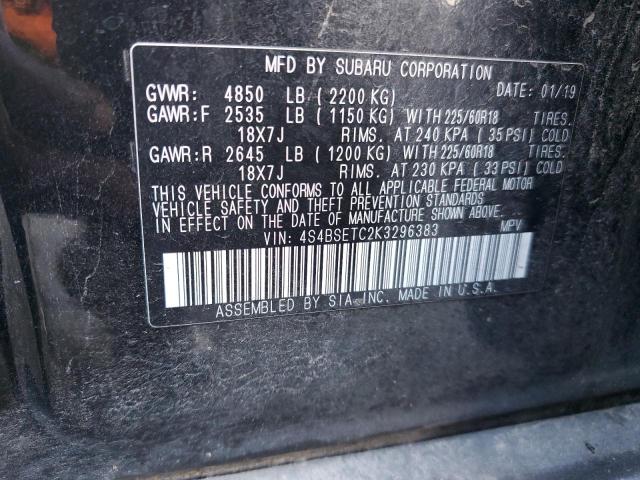 MFD BY SUBARU CORPORATION
GVWR: 4850 LB ( 2200 KG) DATE: 01/19
GAWR:F 2535 LB ( 1150 KG) WITH 225/60R18 TIRES.
18X7J RIMS. AT 240 KPA ( 35 PSI) COLD
GAWR:R 2645 LB ( 1200 KG) WITH 225/60R18 TIRES.
18X7J RIMS. AT 230 KPA ( 33 PSI) COLD
THIS VEHICLE CONFORMS TO ALL APPLICABLE FEDERAL MOTOR
VEHICLE SAFETY AND THEFT PREVENTION STANDARDS
IN EFFECT ON THE DATE OF MANUFACTURE SHOWN ABOVE.
VIN: 4S4BSETC2K3296383 MPV
ASSEMBLED BY SIA,INC. MADE IN U.S.A.